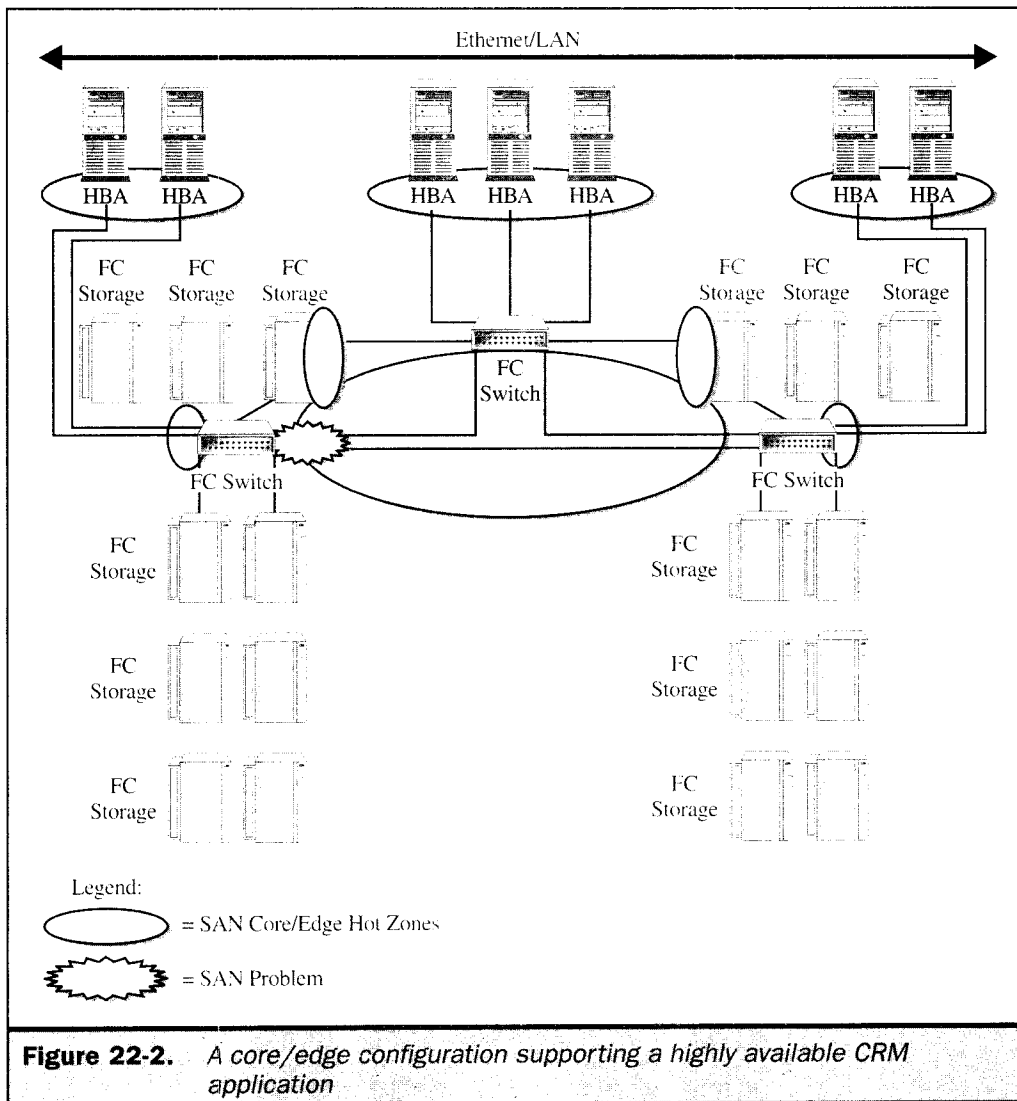 Ethernet/LAN
HBA HBA HBA HBA HBA HBA HBA
FC Storage
FC Storage
FC Storage
FC Storage
FC Storage
FC Storage
FC Switch
FC Switch
FC Switch
FC Storage
FC Storage
FC Storage
FC Storage
FC Storage
FC Storage
Legend:
= SAN Core/Edge Hot Zones
= SAN Problem
Figure 22-2. A core/edge configuration supporting a highly available CRM
application